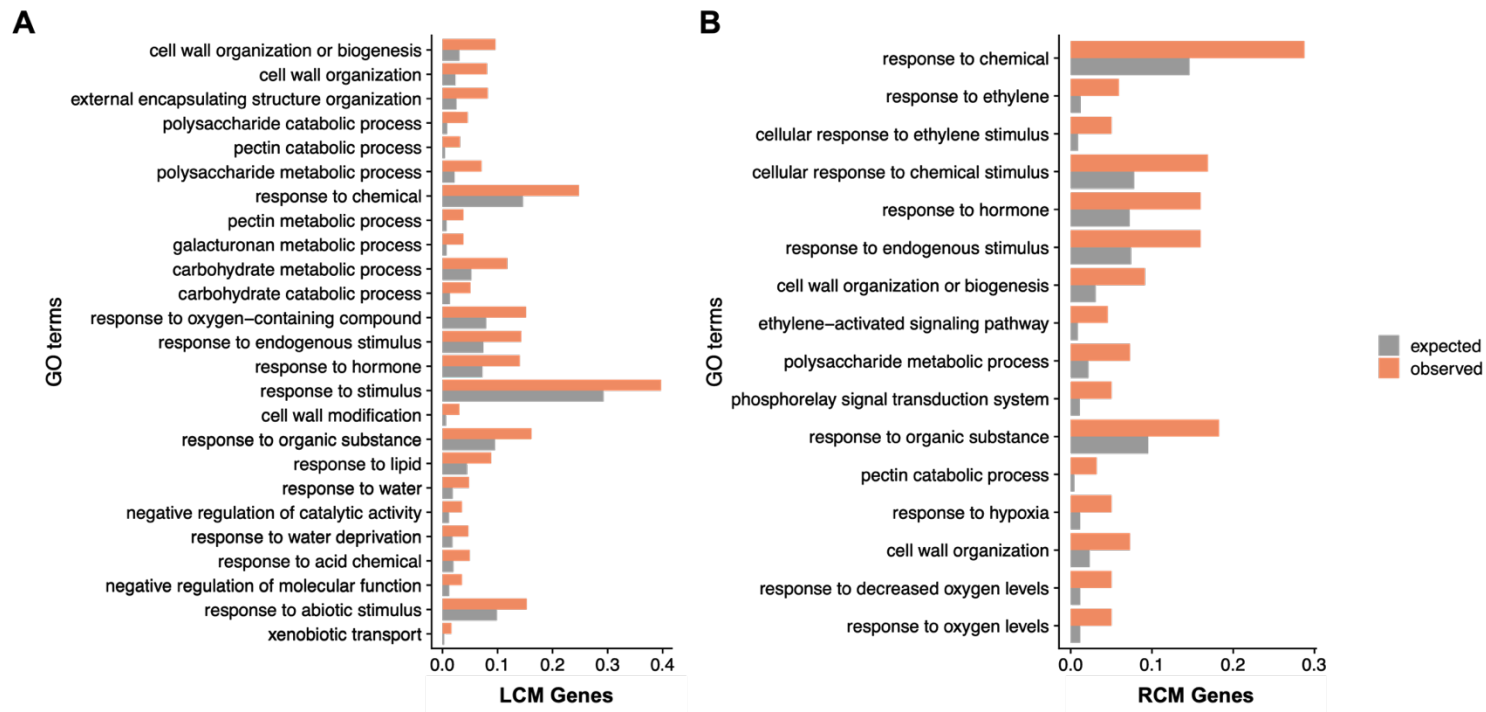 A
cell wall organization or biogenesis
cell wall organization
external encapsulating structure organization
polysaccharide catabolic process
pectin catabolic process
polysaccharide metabolic process
response to chemical
pectin metabolic process
galacturonan metabolic process
carbohydrate metabolic process
carbohydrate catabolic process
response to oxygen−containing compound
response to endogenous stimulus
response to hormone
response to stimulus
cell wall modification
response to organic substance
response to lipid
response to water
negative regulation of catalytic activity
response to water deprivation
response to acid chemical
negative regulation of molecular function
response to abiotic stimulus
xenobiotic transport
GO terms
0.0 0.1 0.2 0.3 0.4
LCM Genes
B
response to chemical
response to ethylene
cellular response to ethylene stimulus
cellular response to chemical stimulus
response to hormone
response to endogenous stimulus
cell wall organization or biogenesis
ethylene−activated signaling pathway
polysaccharide metabolic process
phosphorelay signal transduction system
response to organic substance
pectin catabolic process
response to hypoxia
cell wall organization
response to decreased oxygen levels
response to oxygen levels
GO terms
0.0 0.1 0.2 0.3
RCM Genes
expected
observed